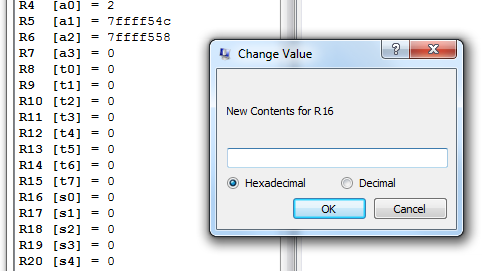 R4 [a0] = 2
R5 [a1] = 7ffff54c
R6 [a2] = 7ffff558
R7 [a3] = 0
R8 [t0] = 0
R9 [t1] = 0
R10 [t2] = 0
R11 [t3] = 0
R12 [t4] = 0
R13 [t5] = 0
R14 [t6] = 0
R15 [t7] = 0
R16 [s0] = 0
R17 [s1] = 0
R18 [s2] = 0
R19 [s3] = 0
R20 [s4] = 0
Change Value
?
New Contents for R16
Hexadecimal Decimal
OK Cancel